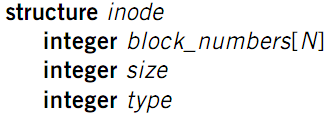 structure inode
integer block_numbers[N]
integer size
integer type